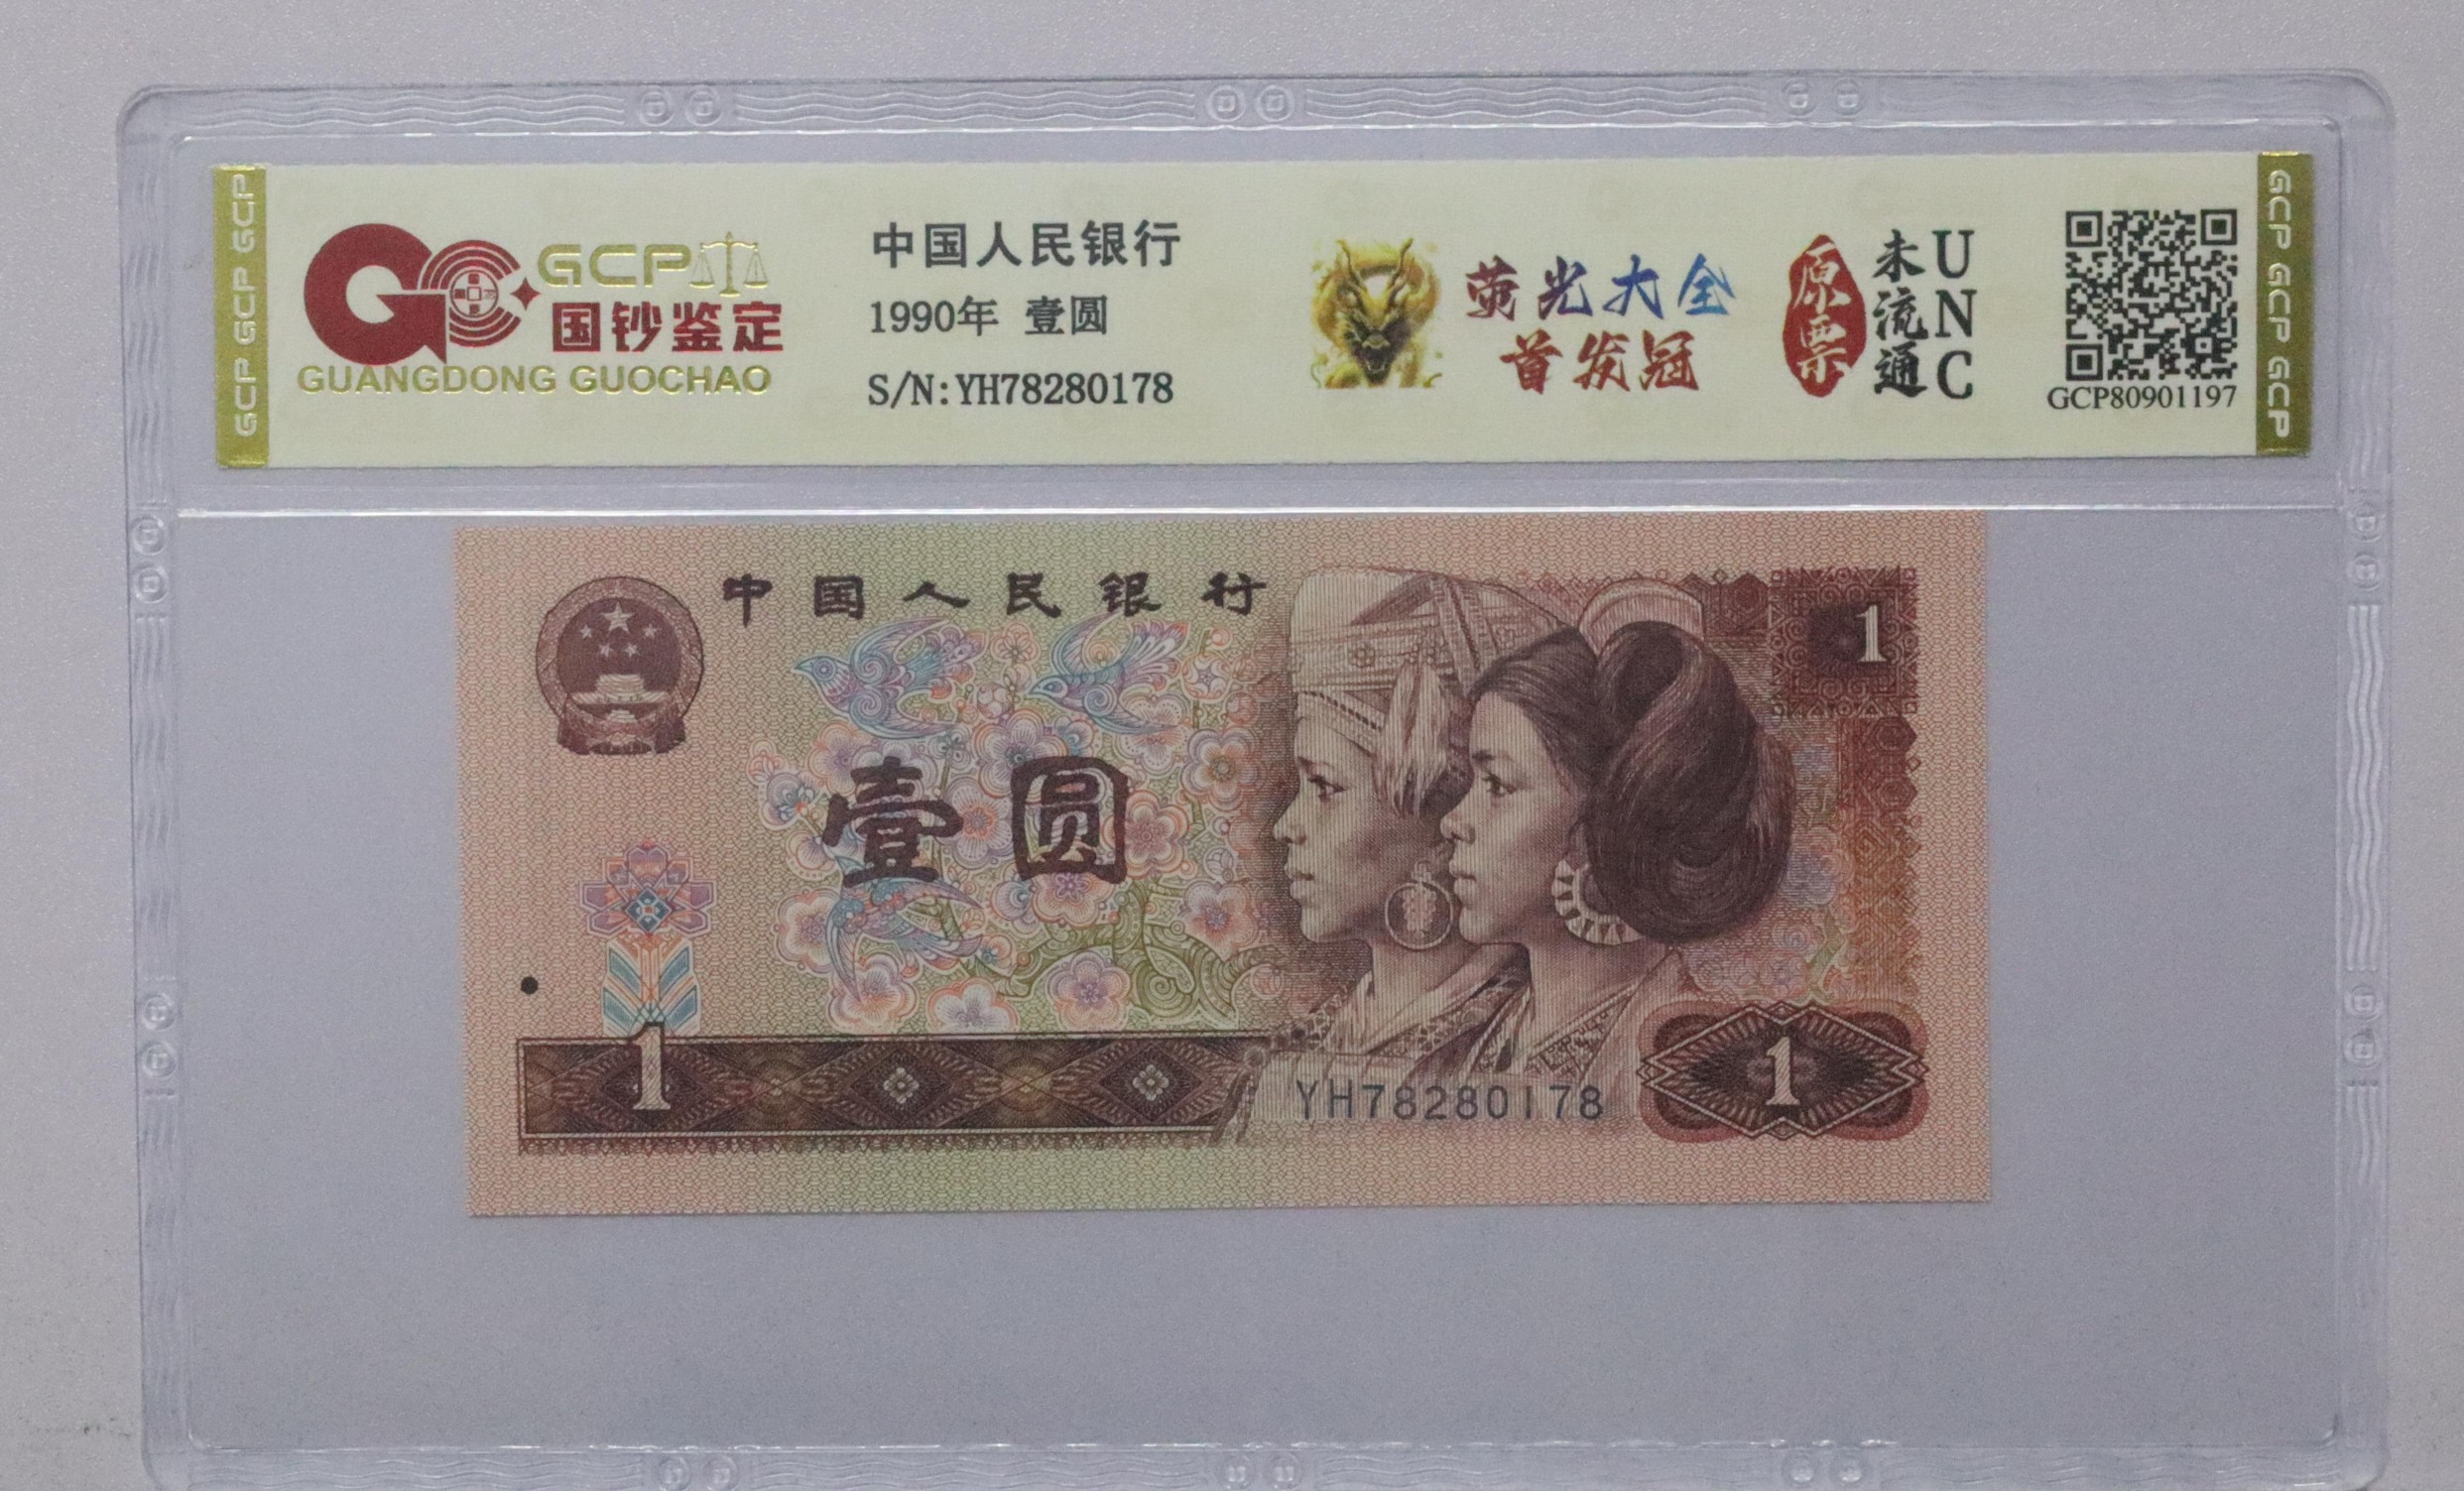 GCP GCP GCP
GCP
国钞鉴定
GUANGDONG GUOCHAO
中国人民银行
1990年 壹圆
S/N:YH78280178
荧光大全
首发冠
原票
未流通
UNC
GCP80901197
GCP GCP GCP
中国人民银行
1
壹圆
1
YH78280178
1